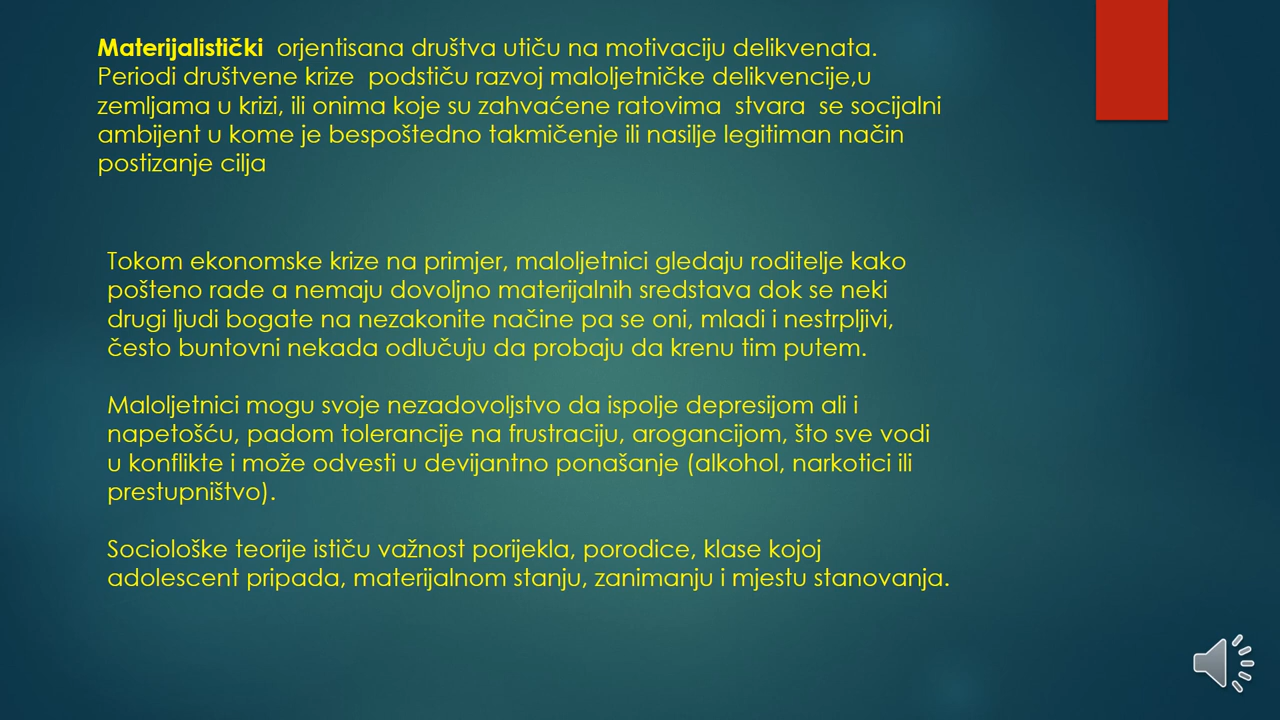 Materijalistički  orjentisana društva utiču na motivaciju delikvenata.
Periodi društvene krize  podstiču razvoj maloljetničke delikvencije,u
zemljama u krizi, ili onima koje su zahvaćene ratovima  stvara  se socijalni
ambijent u kome je bespoštedno takmičenje ili nasilje legitiman način
postizanje cilja
Tokom ekonomske krize na primjer, maloljetnici gledaju roditelje kako
pošteno rade a nemaju dovoljno materijalnih sredstava dok se neki
drugi ljudi bogate na nezakonite načine pa se oni, mladi i nestrpljivi,
često buntovni nekada odlučuju da probaju da krenu tim putem.
Maloljetnici mogu svoje nezadovoljstvo da ispolje depresijom ali i
napetošću, padom tolerancije na frustraciju, arogancijom, što sve vodi
u konflikte i može odvesti u devijantno ponašanje (alkohol, narkotici ili
prestupništvo).
Sociološke teorije ističu važnost porijekla, porodice, klase kojoj
adolescent pripada, materijalnom stanju, zanimanju i mjestu stanovanja.